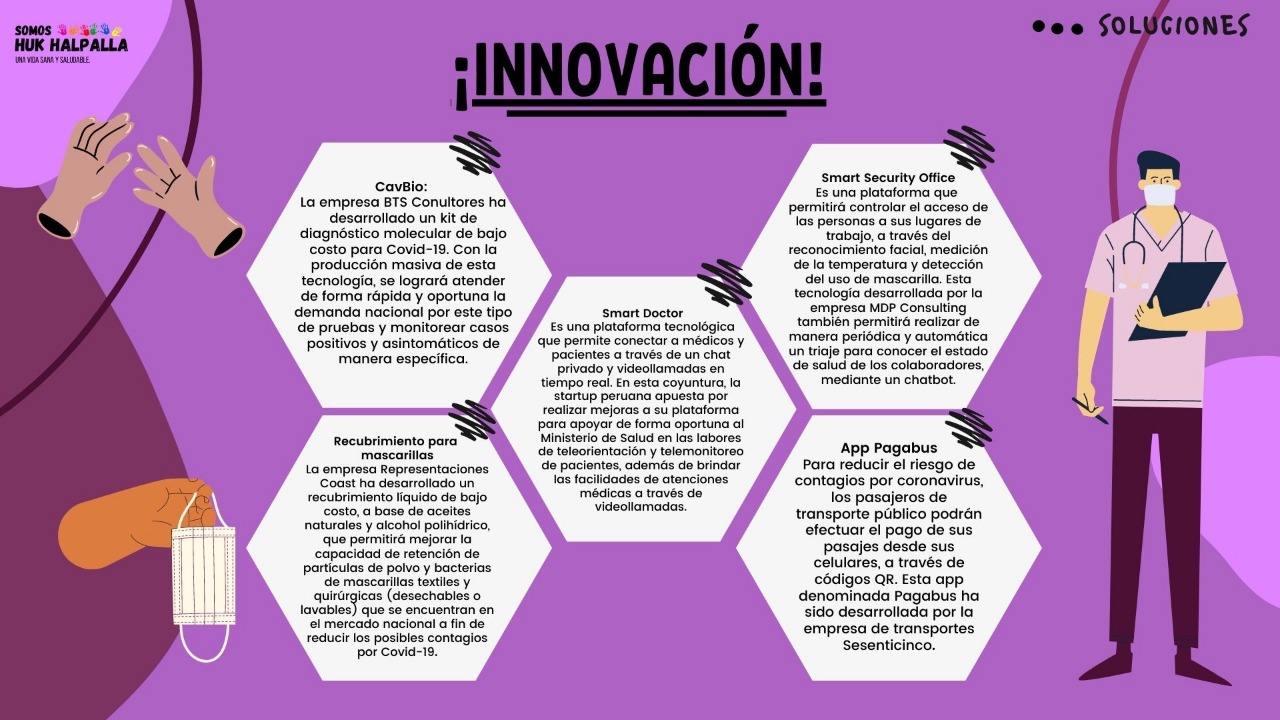 SOMOS
HUK HALPALLA
UNA VIDA SANA Y SALUDABLE.
SOLUCIONES
¡INNOVACIÓN!
CavBio:
La empresa BTS Conultores ha
desarrollado un kit de
diagnóstico molecular de bajo
costo para Covid-19. Con la
producción masiva de esta
tecnología, se logrará atender
de forma rápida y oportuna la
demanda nacional por este tipo
de pruebas y monitorear casos
positivos y asintomáticos de
manera específica.
Recubrimiento para
mascarillas
La empresa Representaciones
Coast ha desarrollado un
recubrimiento líquido de bajo
costo, a base de aceites
naturales y alcohol polihídrico,
que permitirá mejorar la
capacidad de retención de
partículas de polvo y bacterias
de mascarillas textiles y
quirúrgicas (desechables o
lavables) que se encuentran en
el mercado nacional a fin de
reducir los posibles contagios
por Covid-19.
Smart Doctor
Es una plataforma tecnológica
que permite conectar a médicos y
pacientes a través de un chat
privado y videollamadas en
tiempo real. En esta coyuntura, la
startup peruana apuesta por
realizar mejoras a su plataforma
para apoyar de forma oportuna al
Ministerio de Salud en las labores
de teleorientación y telemonitoreo
de pacientes, además de brindar
las facilidades de atenciones
médicas a través de
videollamadas.
Smart Security Office
Es una plataforma que
permitirá controlar el acceso de
las personas a sus lugares de
trabajo, a través del
reconocimiento facial, medición
de la temperatura y detección
del uso de mascarilla. Esta
tecnología desarrollada por la
empresa MDP Consulting
también permitirá realizar de
manera periódica y automática
un triaje para conocer el estado
de salud de los colaboradores,
mediante un chatbot.
App Pagabus
Para reducir el riesgo de
contagios por coronavirus,
los pasajeros de
transporte público podrán
efectuar el pago de sus
pasajes desde sus
celulares, a través de
códigos QR. Esta app
denominada Pagabus ha
sido desarrollada por la
empresa de transportes
Sesenticinco.